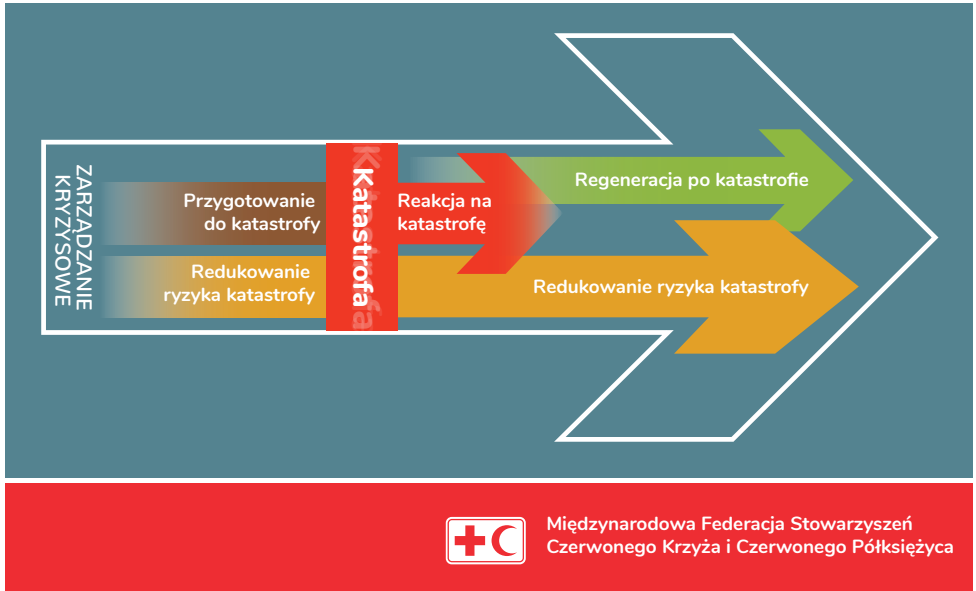 ZARZĄDZANIE
KRYZYSOWE
Przygotowanie
do katastrofy
Redukowanie
ryzyka katastrofy
Katastrofa
Katastrofa
Reakcja na
katastrofę
Regeneracja po katastrofie
Redukowanie ryzyka katastrofy
Międzynarodowa Federacja Stowarzyszeń
Czerwonego Krzyża i Czerwonego Półksiężyca